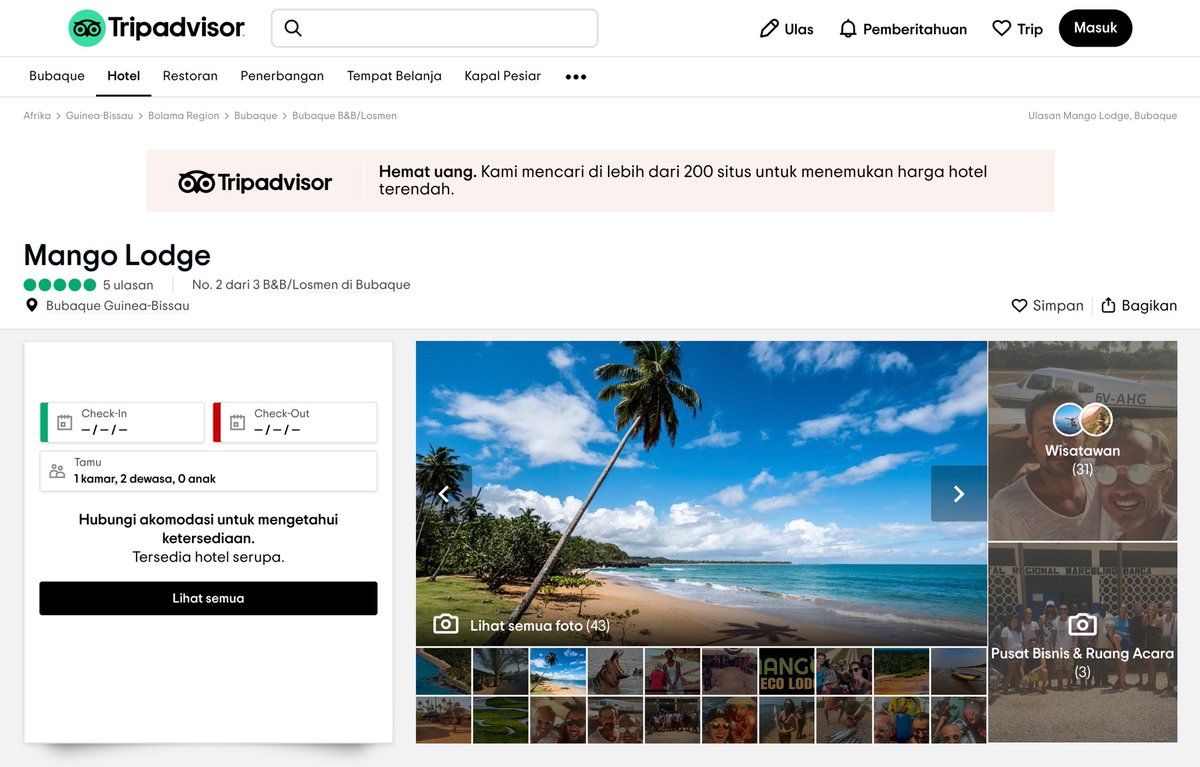 Tripadvisor
Ulas
Pemberitahuan
Trip
Masuk
Bubaque
Hotel
Restoran
Penerbangan
Tempat Belanja
Kapal Pesiar
Afrika > Guinea-Bissau > Bolama Region > Bubaque > Bubaque B&B/Losmen
Ulasan Mango Lodge, Bubaque
Tripadvisor
Hemat uang. Kami mencari di lebih dari 200 situs untuk menemukan harga hotel
terendah.
Mango Lodge
5 ulasan
No. 2 dari 3 B&B/Losmen di Bubaque
Bubaque Guinea-Bissau
Simpan
Bagikan
Check-In
–/–/–
Check-Out
–/–/–
Tamu
1 kamar, 2 dewasa, 0 anak
Hubungi akomodasi untuk mengetahui
ketersediaan.
Tersedia hotel serupa.
Lihat semua
Lihat semua foto (43)
6V-AHG
Wisatawan
(31)
TAL REGIONAL MARCELINO BANCA
Pusat Bisnis & Ruang Acara
(3)
MANG
ECO LOD